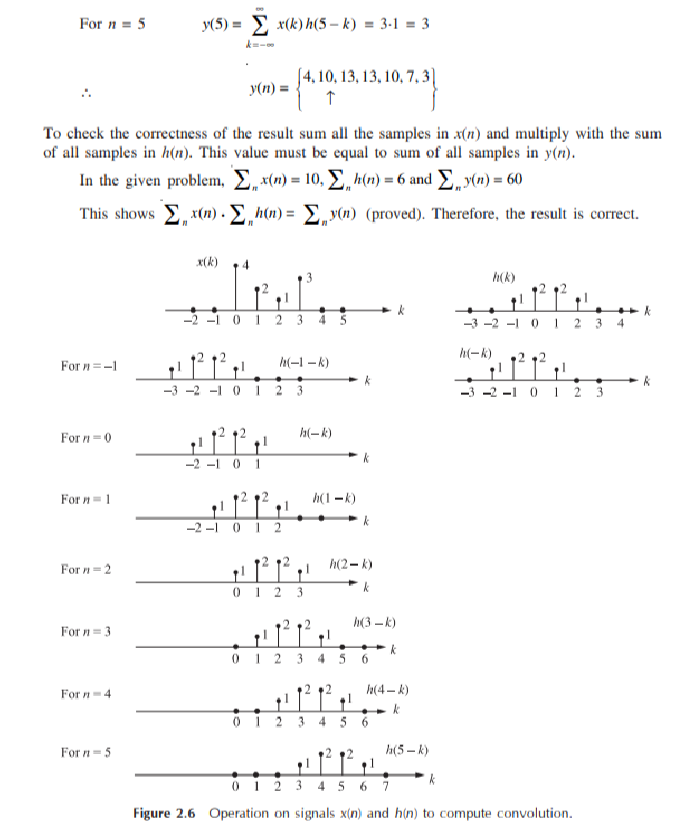 For n = 5 y(5) = ∑ x(k) h(5 – k) = 3·1 = 3
∞
k=–∞
∴ y(n) = {4, 10, 13, 13, 10, 7, 3}
↑
To check the correctness of the result sum all the samples in x(n) and multiply with the sum
of all samples in h(n). This value must be equal to sum of all samples in y(n).
In the given problem, ∑n x(n) = 10, ∑n h(n) = 6 and ∑n y(n) = 60
This shows ∑n x(n) · ∑n h(n) = ∑n y(n) (proved). Therefore, the result is correct.
x(k) 4 2 1 3 k
–2 –1 0 1 2 3 4 5
h(k) 1 2 2 1 k
–3 –2 –1 0 1 2 3 4
For n = –1 1 2 2 1 h(–1 – k) k
–3 –2 –1 0 1 2 3
h(–k) 1 2 2 1 k
–3 –2 –1 0 1 2 3
For n = 0 1 2 2 1 h(–k) k
–2 –1 0 1
For n = 1 1 2 2 1 h(1 – k) k
–2 –1 0 1 2
For n = 2 1 2 2 1 h(2 – k) k
0 1 2 3
For n = 3 1 2 2 1 h(3 – k) k
0 1 2 3 4 5 6
For n = 4 1 2 2 1 h(4 – k) k
0 1 2 3 4 5 6
For n = 5 1 2 2 1 h(5 – k) k
0 1 2 3 4 5 6 7
Figure 2.6 Operation on signals x(n) and h(n) to compute convolution.